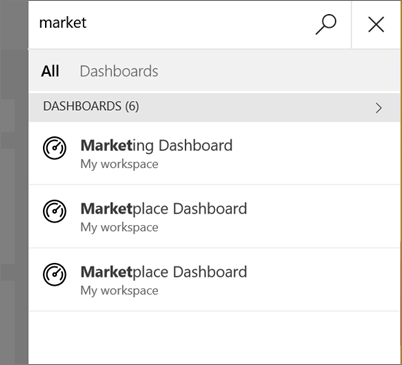 market
All Dashboards
DASHBOARDS (6)
Marketing Dashboard
My workspace
Marketplace Dashboard
My workspace
Marketplace Dashboard
My workspace